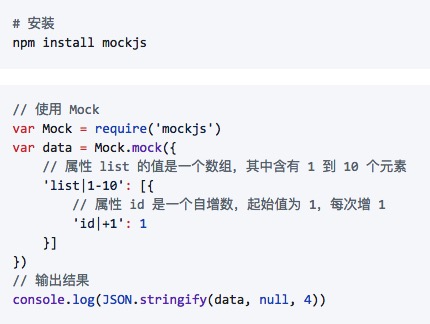 # 安装
npm install mockjs
// 使用 Mock
var Mock = require('mockjs')
var data = Mock.mock({
    // 属性 list 的值是一个数组，其中含有 1 到 10 个元素
    'list|1-10': [{
        // 属性 id 是一个自增数，起始值为 1，每次增 1
        'id|+1': 1
    }]
})
// 输出结果
console.log(JSON.stringify(data, null, 4))